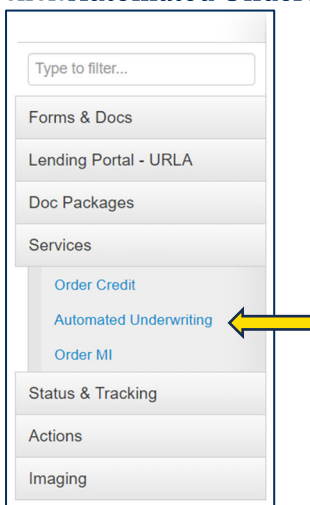 Type to filter...
Forms & Docs
Lending Portal - URLA
Doc Packages
Services
Order Credit
Automated Underwriting
Order MI
Status & Tracking
Actions
Imaging